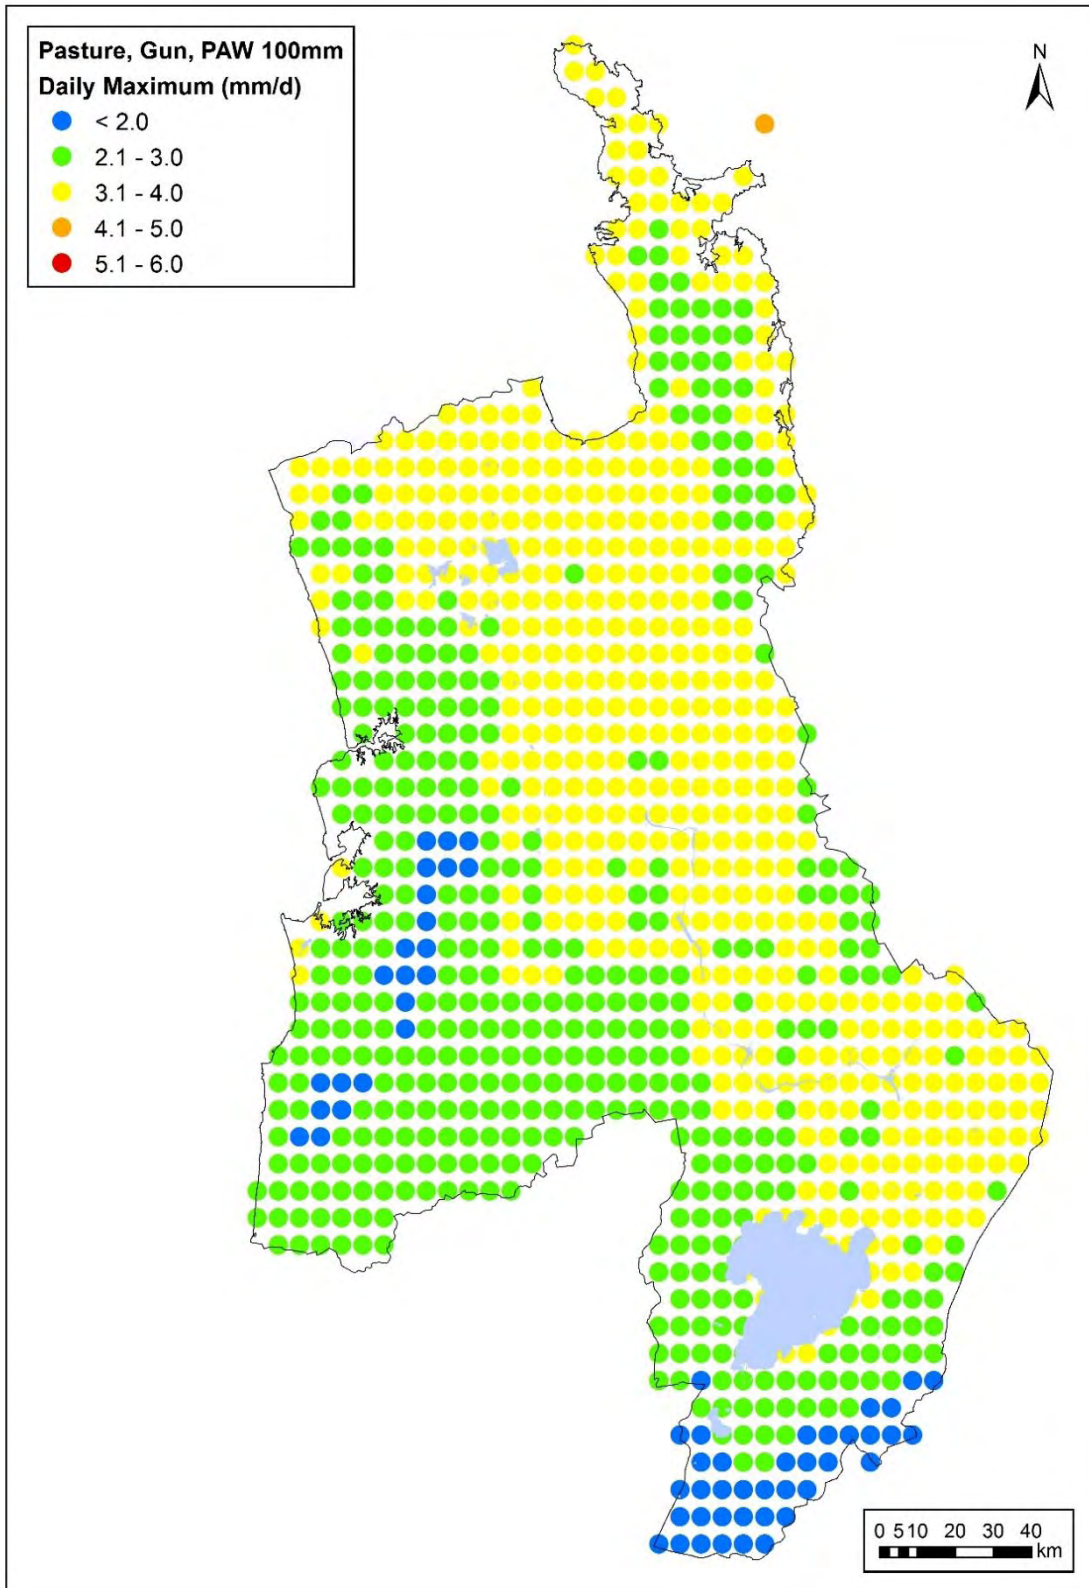 Pasture, Gun, PAW 100mm
Daily Maximum (mm/d)
< 2.0
2.1 - 3.0
3.1 - 4.0
4.1 - 5.0
5.1 - 6.0
N
0 5 10 20 30 40
km